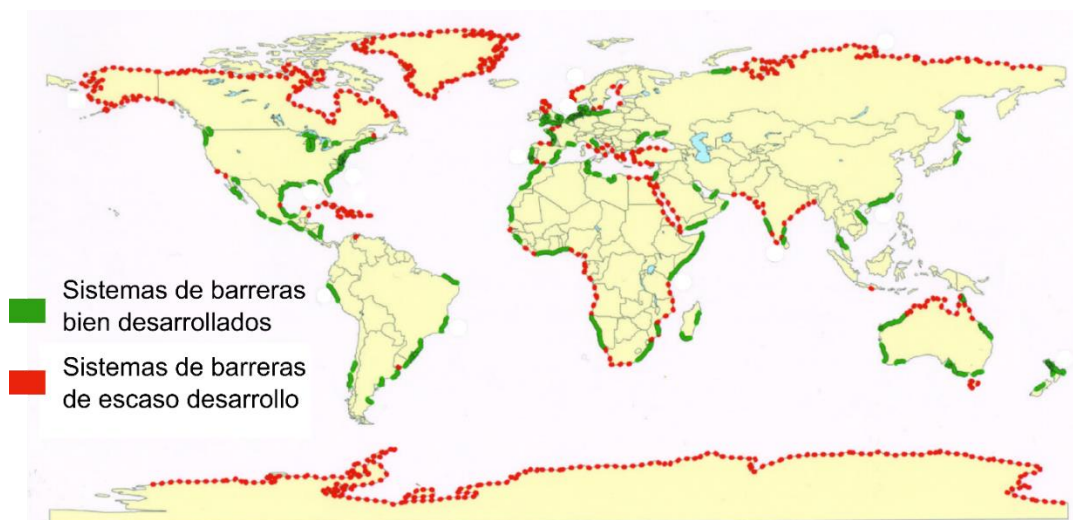 Sistemas de barreras
bien desarrollados
Sistemas de barreras
de escaso desarrollo